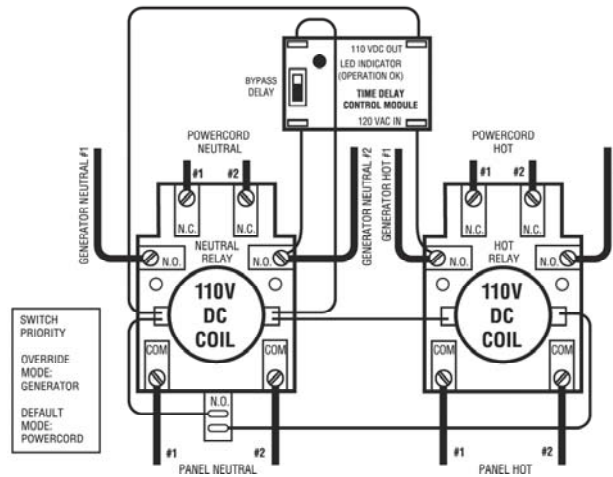 110 VDC OUT
LED INDICATOR
(OPERATION OK)
BYPASS
DELAY
TIME DELAY
CONTROL MODULE
120 VAC IN
POWERCORD
NEUTRAL
POWERCORD
HOT
#1
#2
#1
#2
GENERATOR NEUTRAL #1
GENERATOR NEUTRAL #2
GENERATOR HOT #1
N.C.
N.C.
N.C.
N.C.
NEUTRAL
RELAY
HOT
RELAY
N.O.
N.O.
N.O.
N.O.
110V
DC
COIL
110V
DC
COIL
SWITCH
PRIORITY
OVERRIDE
MODE:
GENERATOR
DEFAULT
MODE:
POWERCORD
COM
COM
COM
COM
N.O.
#1
#2
#1
#2
PANEL NEUTRAL
PANEL HOT